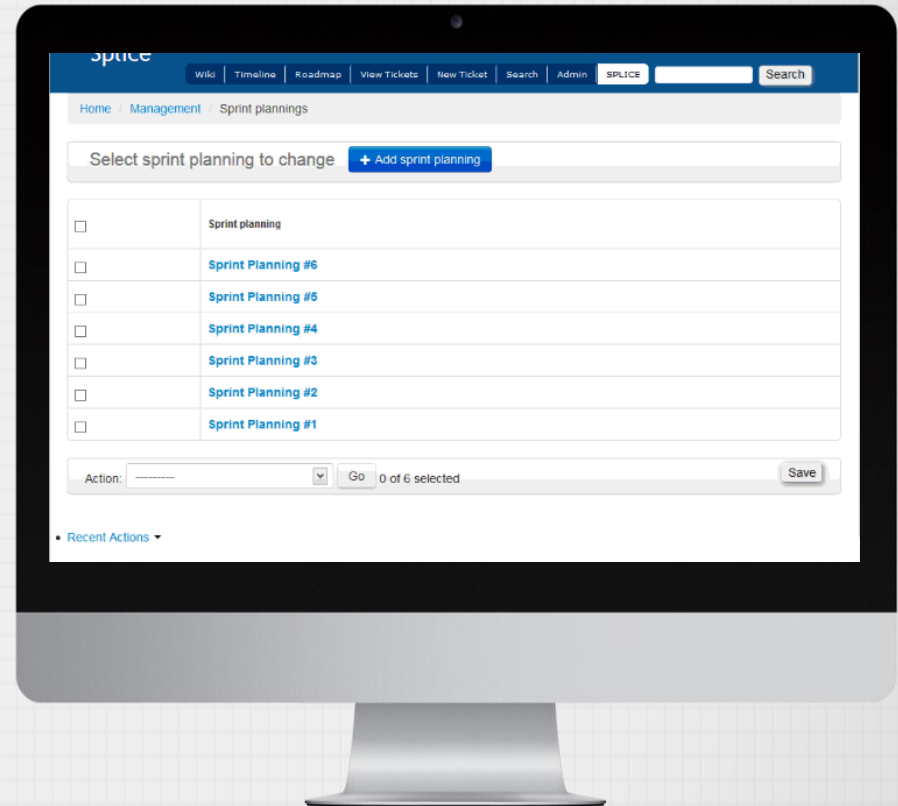 Splice
Wiki Timeline Roadmap View Tickets New Ticket Search Admin SPLICE Search
Home / Management / Sprint plannings
Select sprint planning to change + Add sprint planning
Sprint planning
Sprint Planning #6
Sprint Planning #5
Sprint Planning #4
Sprint Planning #3
Sprint Planning #2
Sprint Planning #1
Action: --------- Go 0 of 6 selected Save
• Recent Actions